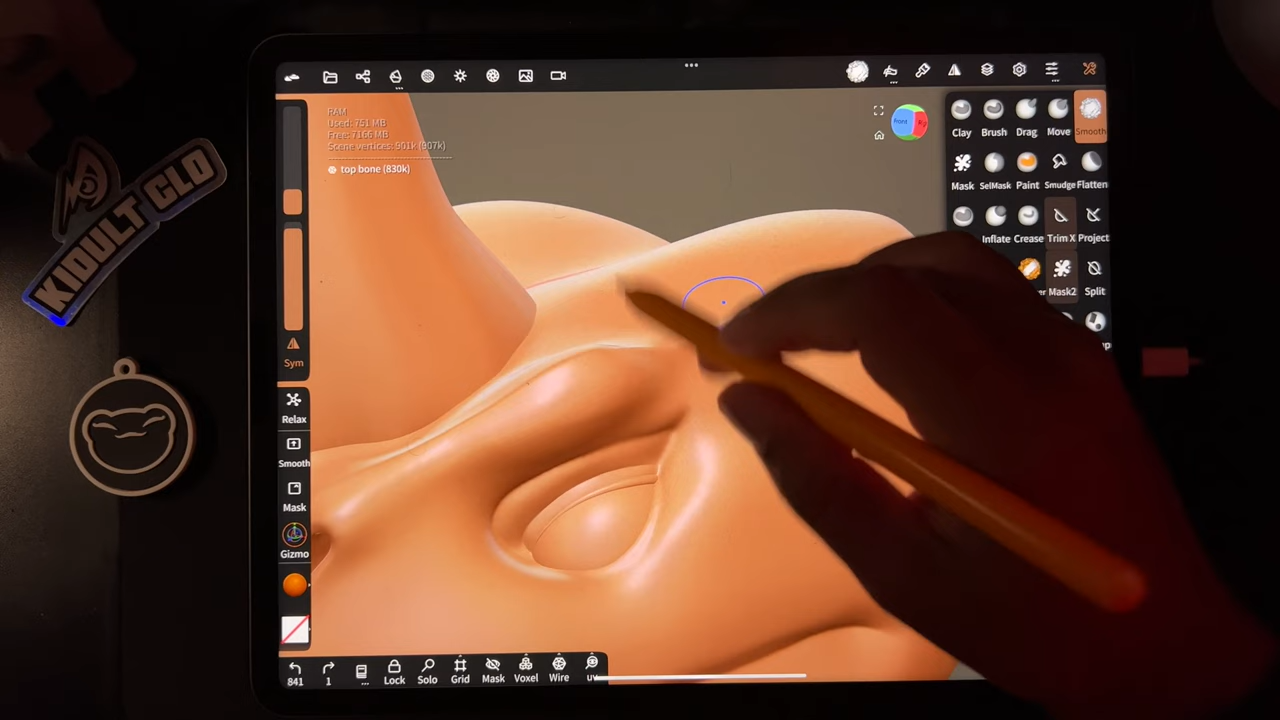 RAM
Used: 751 MB
Free: 7166 MB
Scene vertices: 901k (907k)
top bone (830k)
front
Clay
Brush
Drag
Move
Smooth
Mask
SelMask
Paint
Smudge
Flatten
Inflate
Crease
Trim X
Project
Mask2
Split
KIDULT CLO
Sym
Relax
Smooth
Mask
Gizmo
841
1
Lock
Solo
Grid
Mask
Voxel
Wire